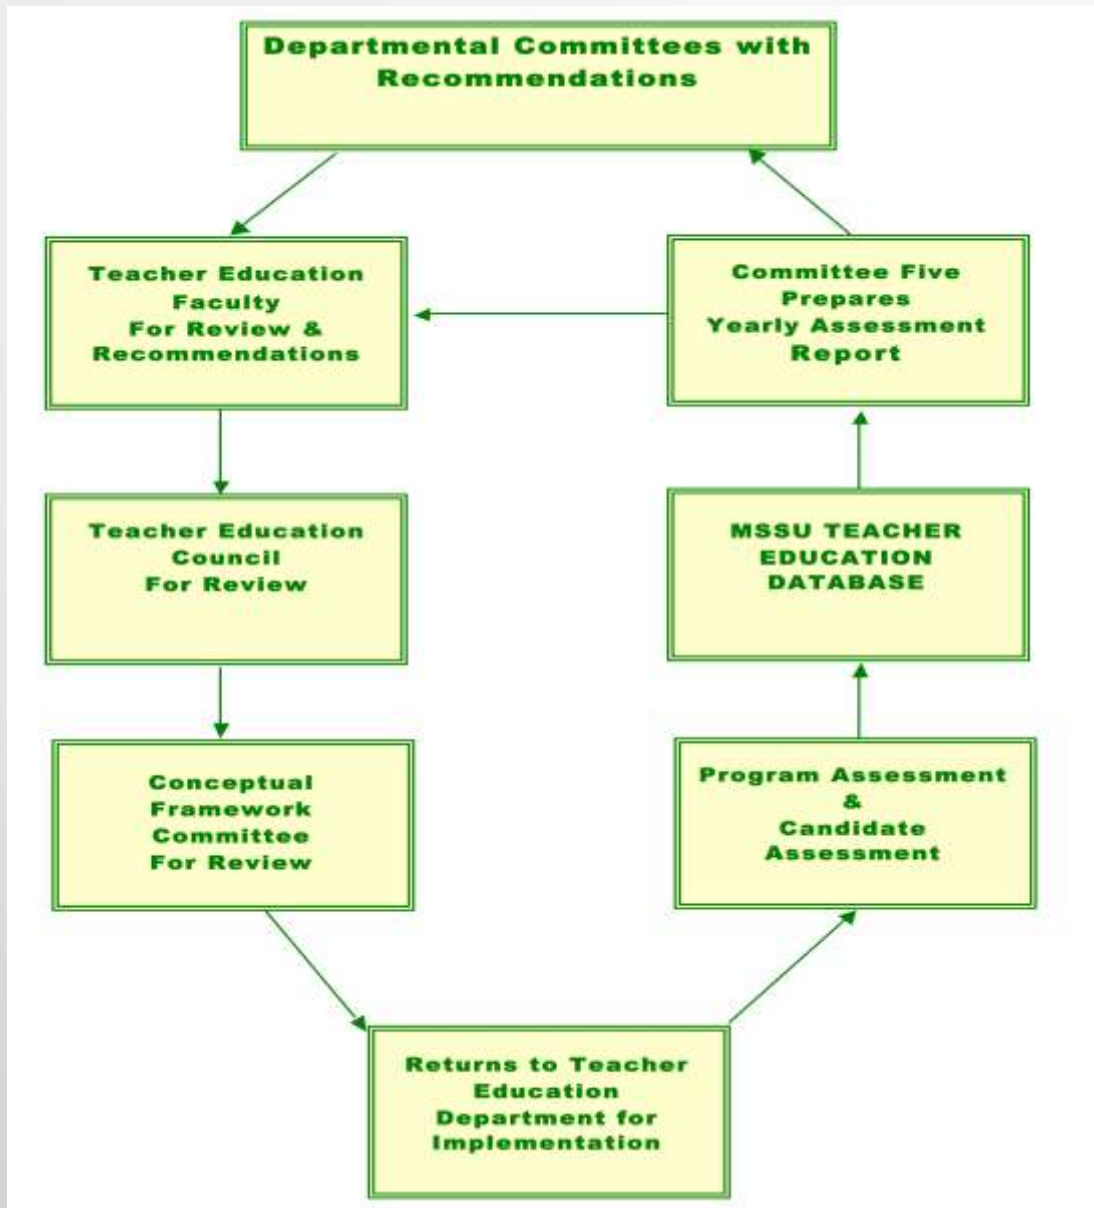 Departmental Committees with
Recommendations
Teacher Education
Faculty
For Review &
Recommendations
Committee Five
Prepares
Yearly Assessment
Report
Teacher Education
Council
For Review
MSSU TEACHER
EDUCATION
DATABASE
Conceptual
Framework
Committee
For Review
Program Assessment
&
Candidate
Assessment
Returns to Teacher
Education
Department for
Implementation